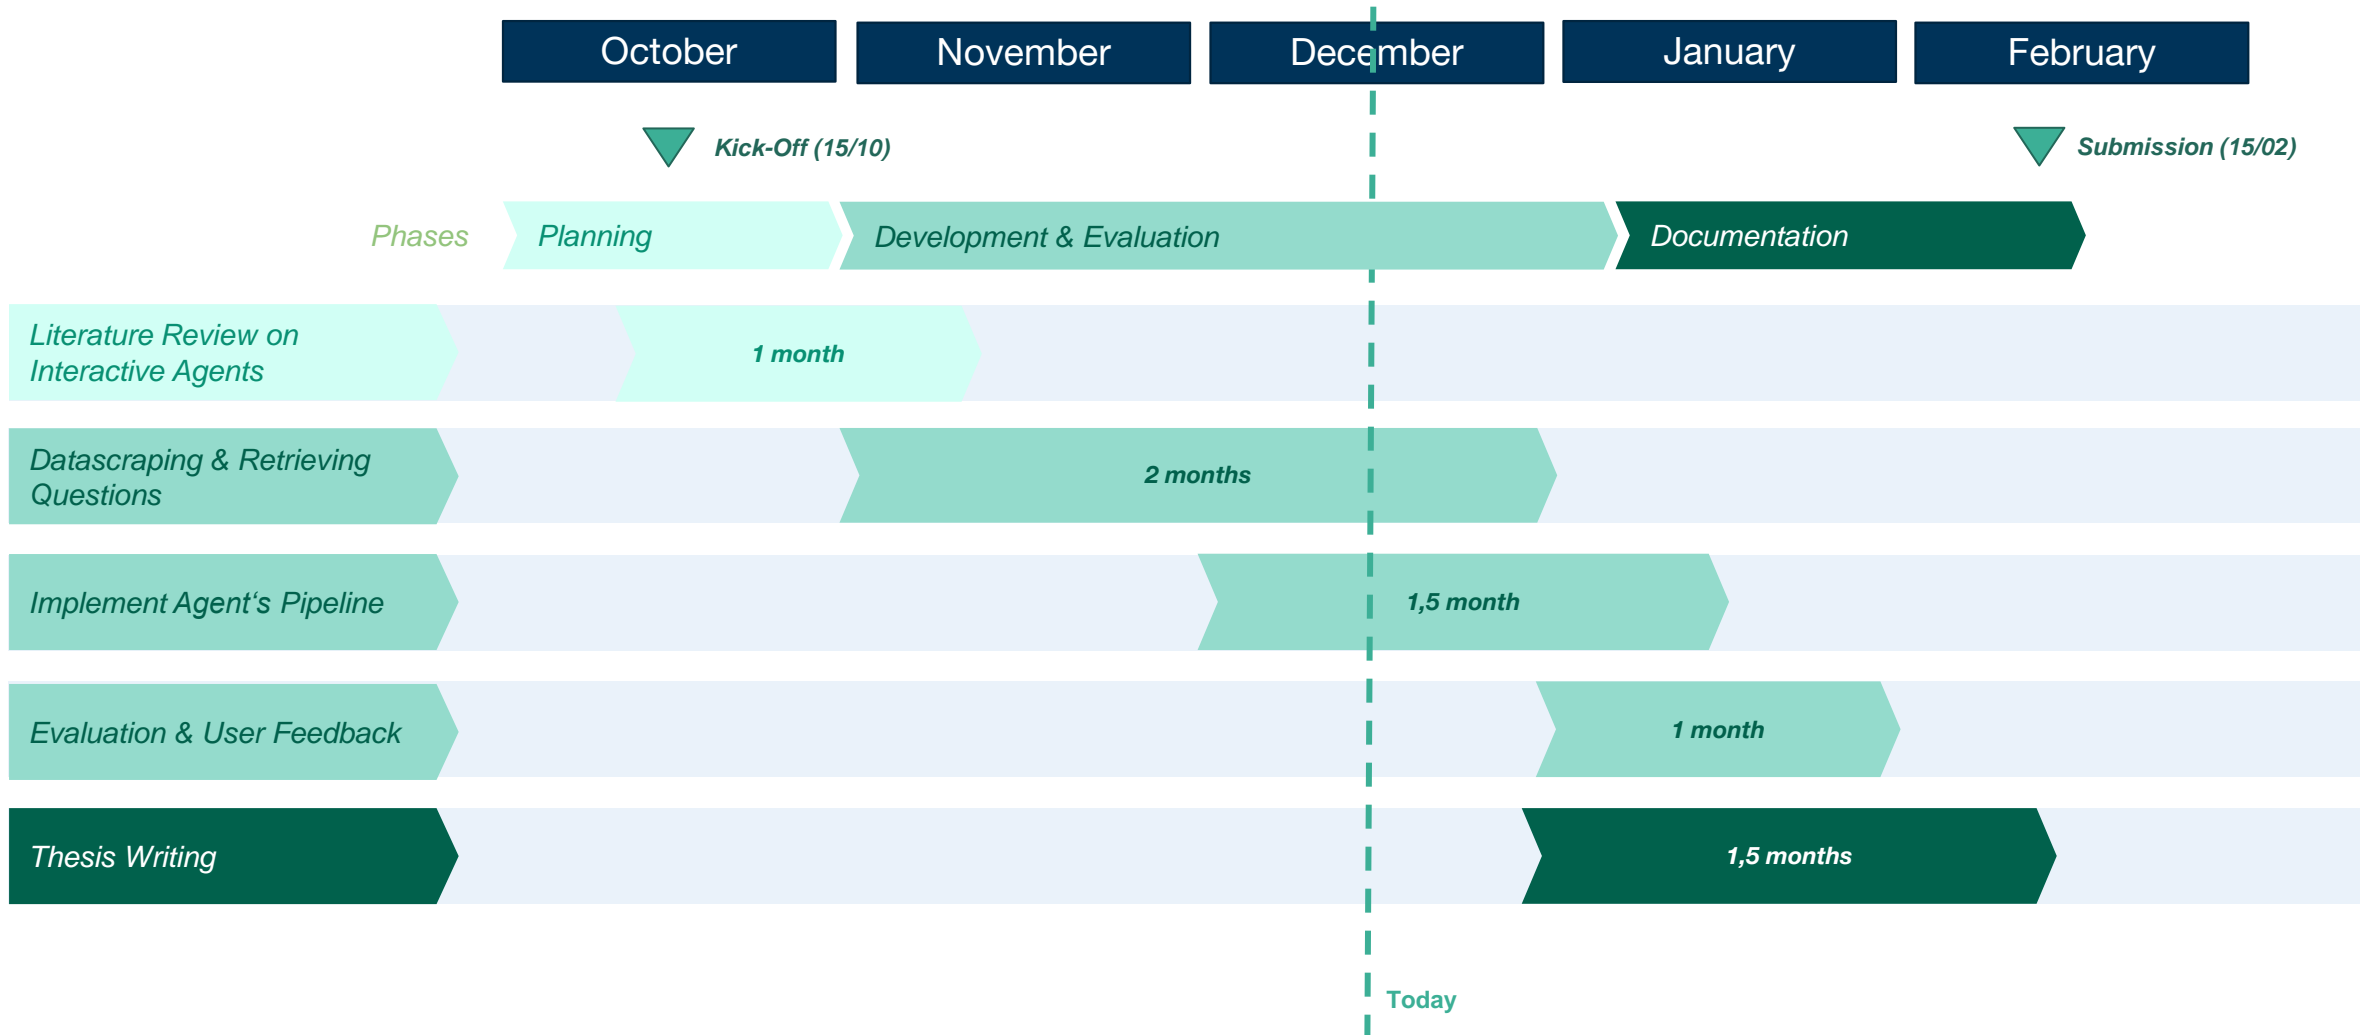 October
November
December
January
February
Kick-Off (15/10)
Submission (15/02)
Phases
Planning
Development & Evaluation
Documentation
Literature Review on
Interactive Agents
1 month
Datascraping & Retrieving
Questions
2 months
Implement Agent‘s Pipeline
1,5 month
Evaluation & User Feedback
1 month
Thesis Writing
1,5 months
Today